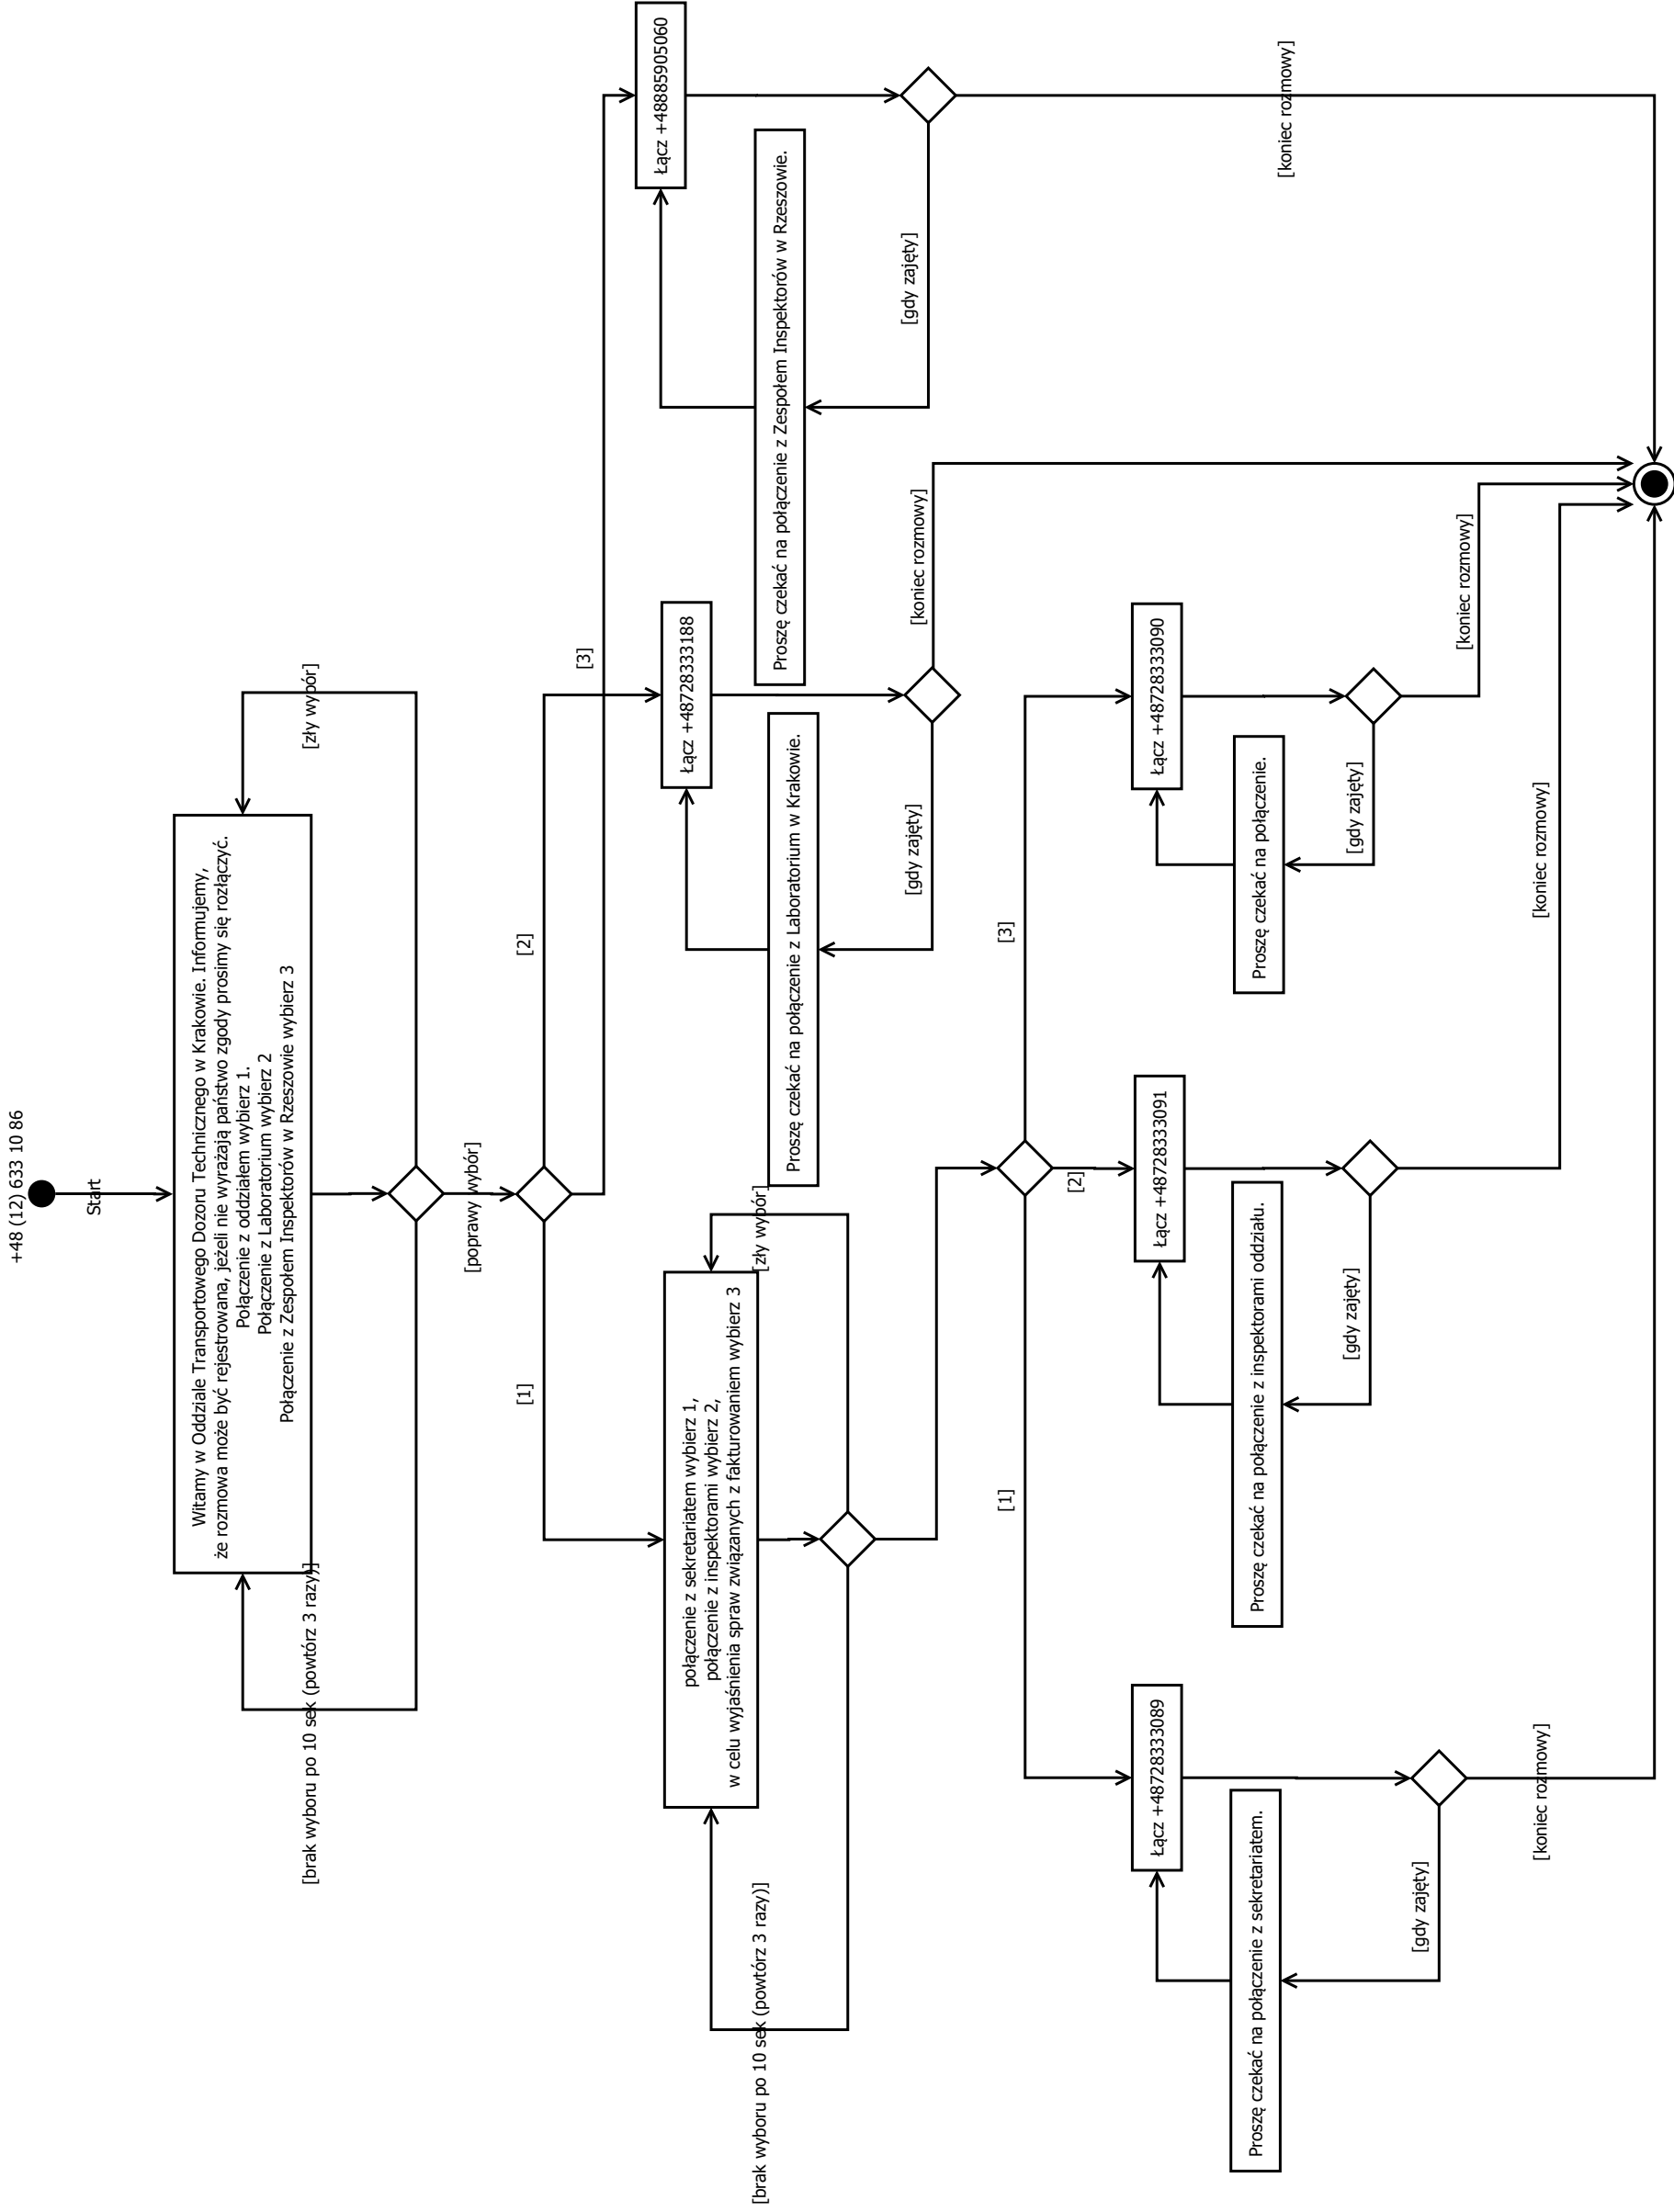 +48 (12) 633 10 86
Start
Witamy w Oddziale Transportowego Dozoru Technicznego w Krakowie. Informujemy,
że rozmowa może być rejestrowana, jeżeli nie wyrażają państwo zgody prosimy się rozłączyć.
Połączenie z oddziałem wybierz 1.
Połączenie z Laboratorium wybierz 2
Połączenie z Zespołem Inspektorów w Rzeszowie wybierz 3
[brak wyboru po 10 sek (powtórz 3 razy)]
[zły wybór]
[poprawy wybór]
[1]
[2]
[3]
połączenie z sekretariatem wybierz 1,
połączenie z inspektorami wybierz 2,
w celu wyjaśnienia spraw związanych z fakturowaniem wybierz 3
[brak wyboru po 10 sek (powtórz 3 razy)]
[zły wybór]
Łącz +48728333188
Proszę czekać na połączenie z Laboratorium w Krakowie.
[gdy zajęty]
[koniec rozmowy]
Łącz +48885905060
Proszę czekać na połączenie z Zespołem Inspektorów w Rzeszowie.
[gdy zajęty]
[koniec rozmowy]
[1]
[2]
[3]
Łącz +48728333089
Proszę czekać na połączenie z sekretariatem.
[gdy zajęty]
[koniec rozmowy]
Łącz +48728333091
Proszę czekać na połączenie z inspektorami oddziału.
[gdy zajęty]
[koniec rozmowy]
Łącz +48728333090
Proszę czekać na połączenie.
[gdy zajęty]
[koniec rozmowy]